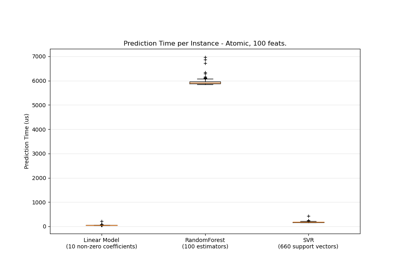 Prediction Time per Instance - Atomic, 100 feats.
7000
6000
5000
4000
3000
2000
1000
0
Prediction Time (us)
Linear Model
(10 non-zero coefficients)
RandomForest
(100 estimators)
SVR
(660 support vectors)